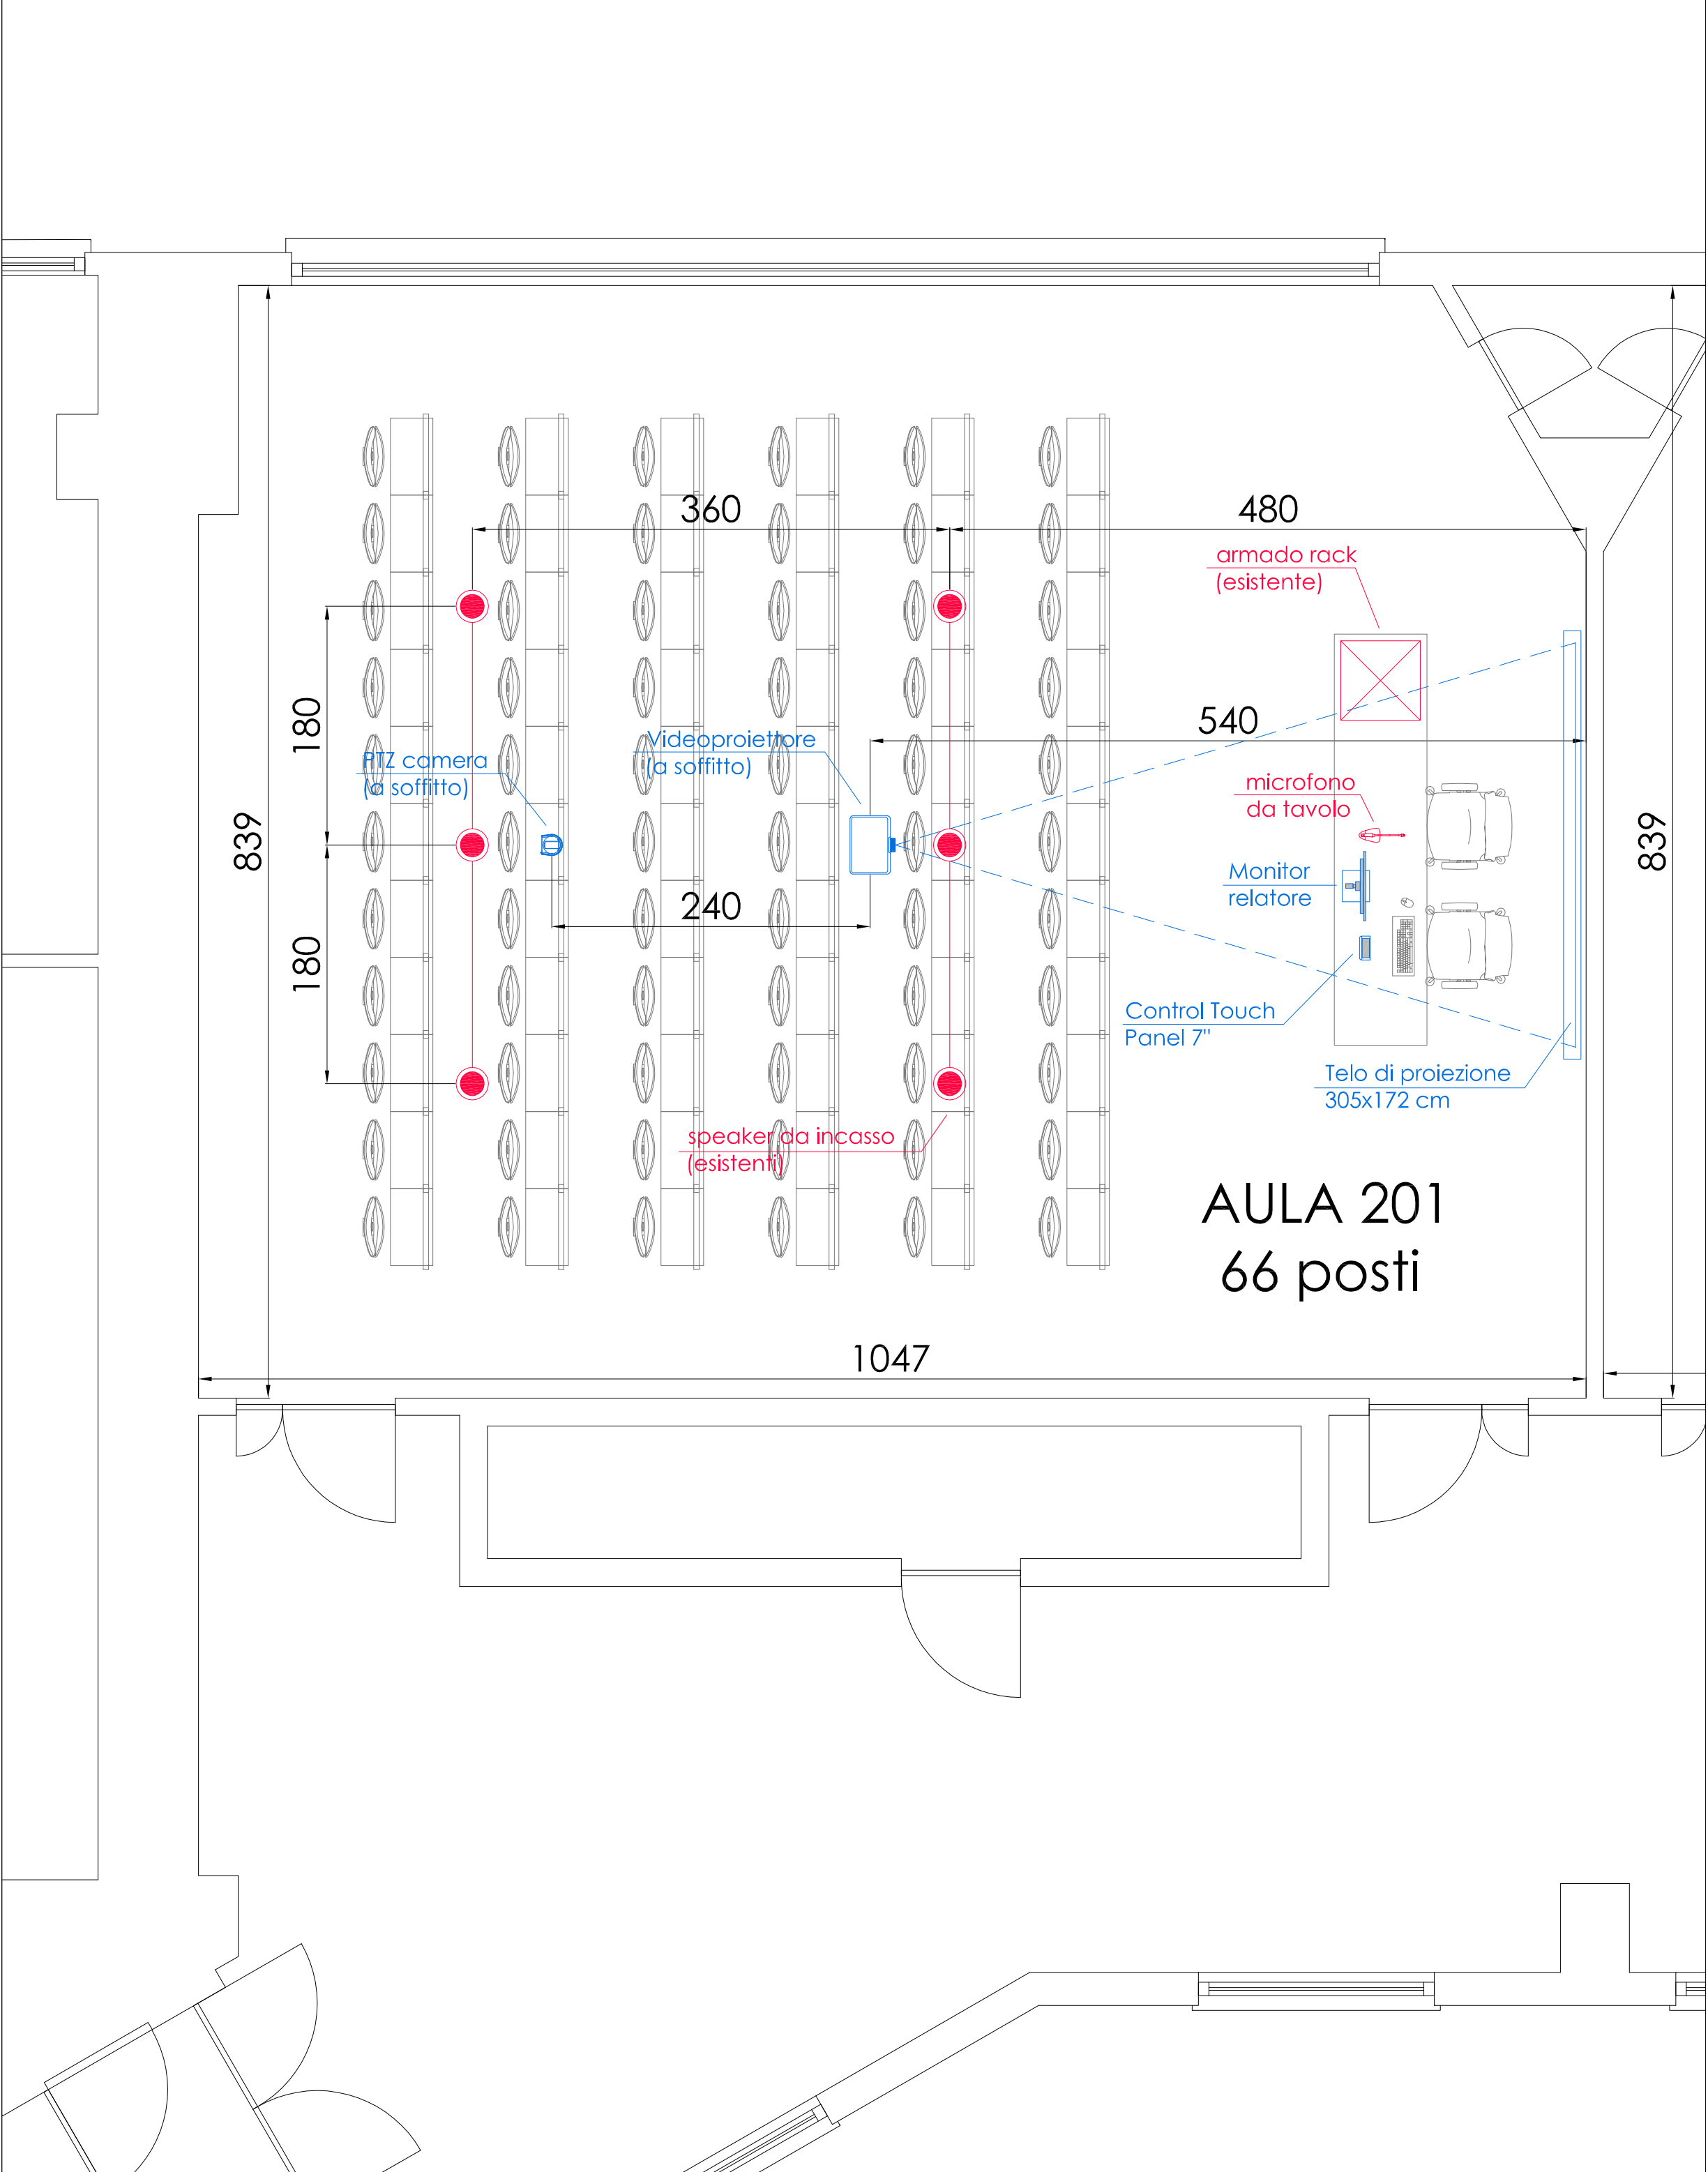 360
480
armado rack
(esistente)
180
540
Videoproiettore
(a soffitto)
PTZ camera
(a soffitto)
microfono
da tavolo
839
839
Monitor
relatore
240
180
Control Touch
Panel 7"
Telo di proiezione
305x172 cm
speaker da incasso
(esistenti)
AULA 201
66 posti
1047